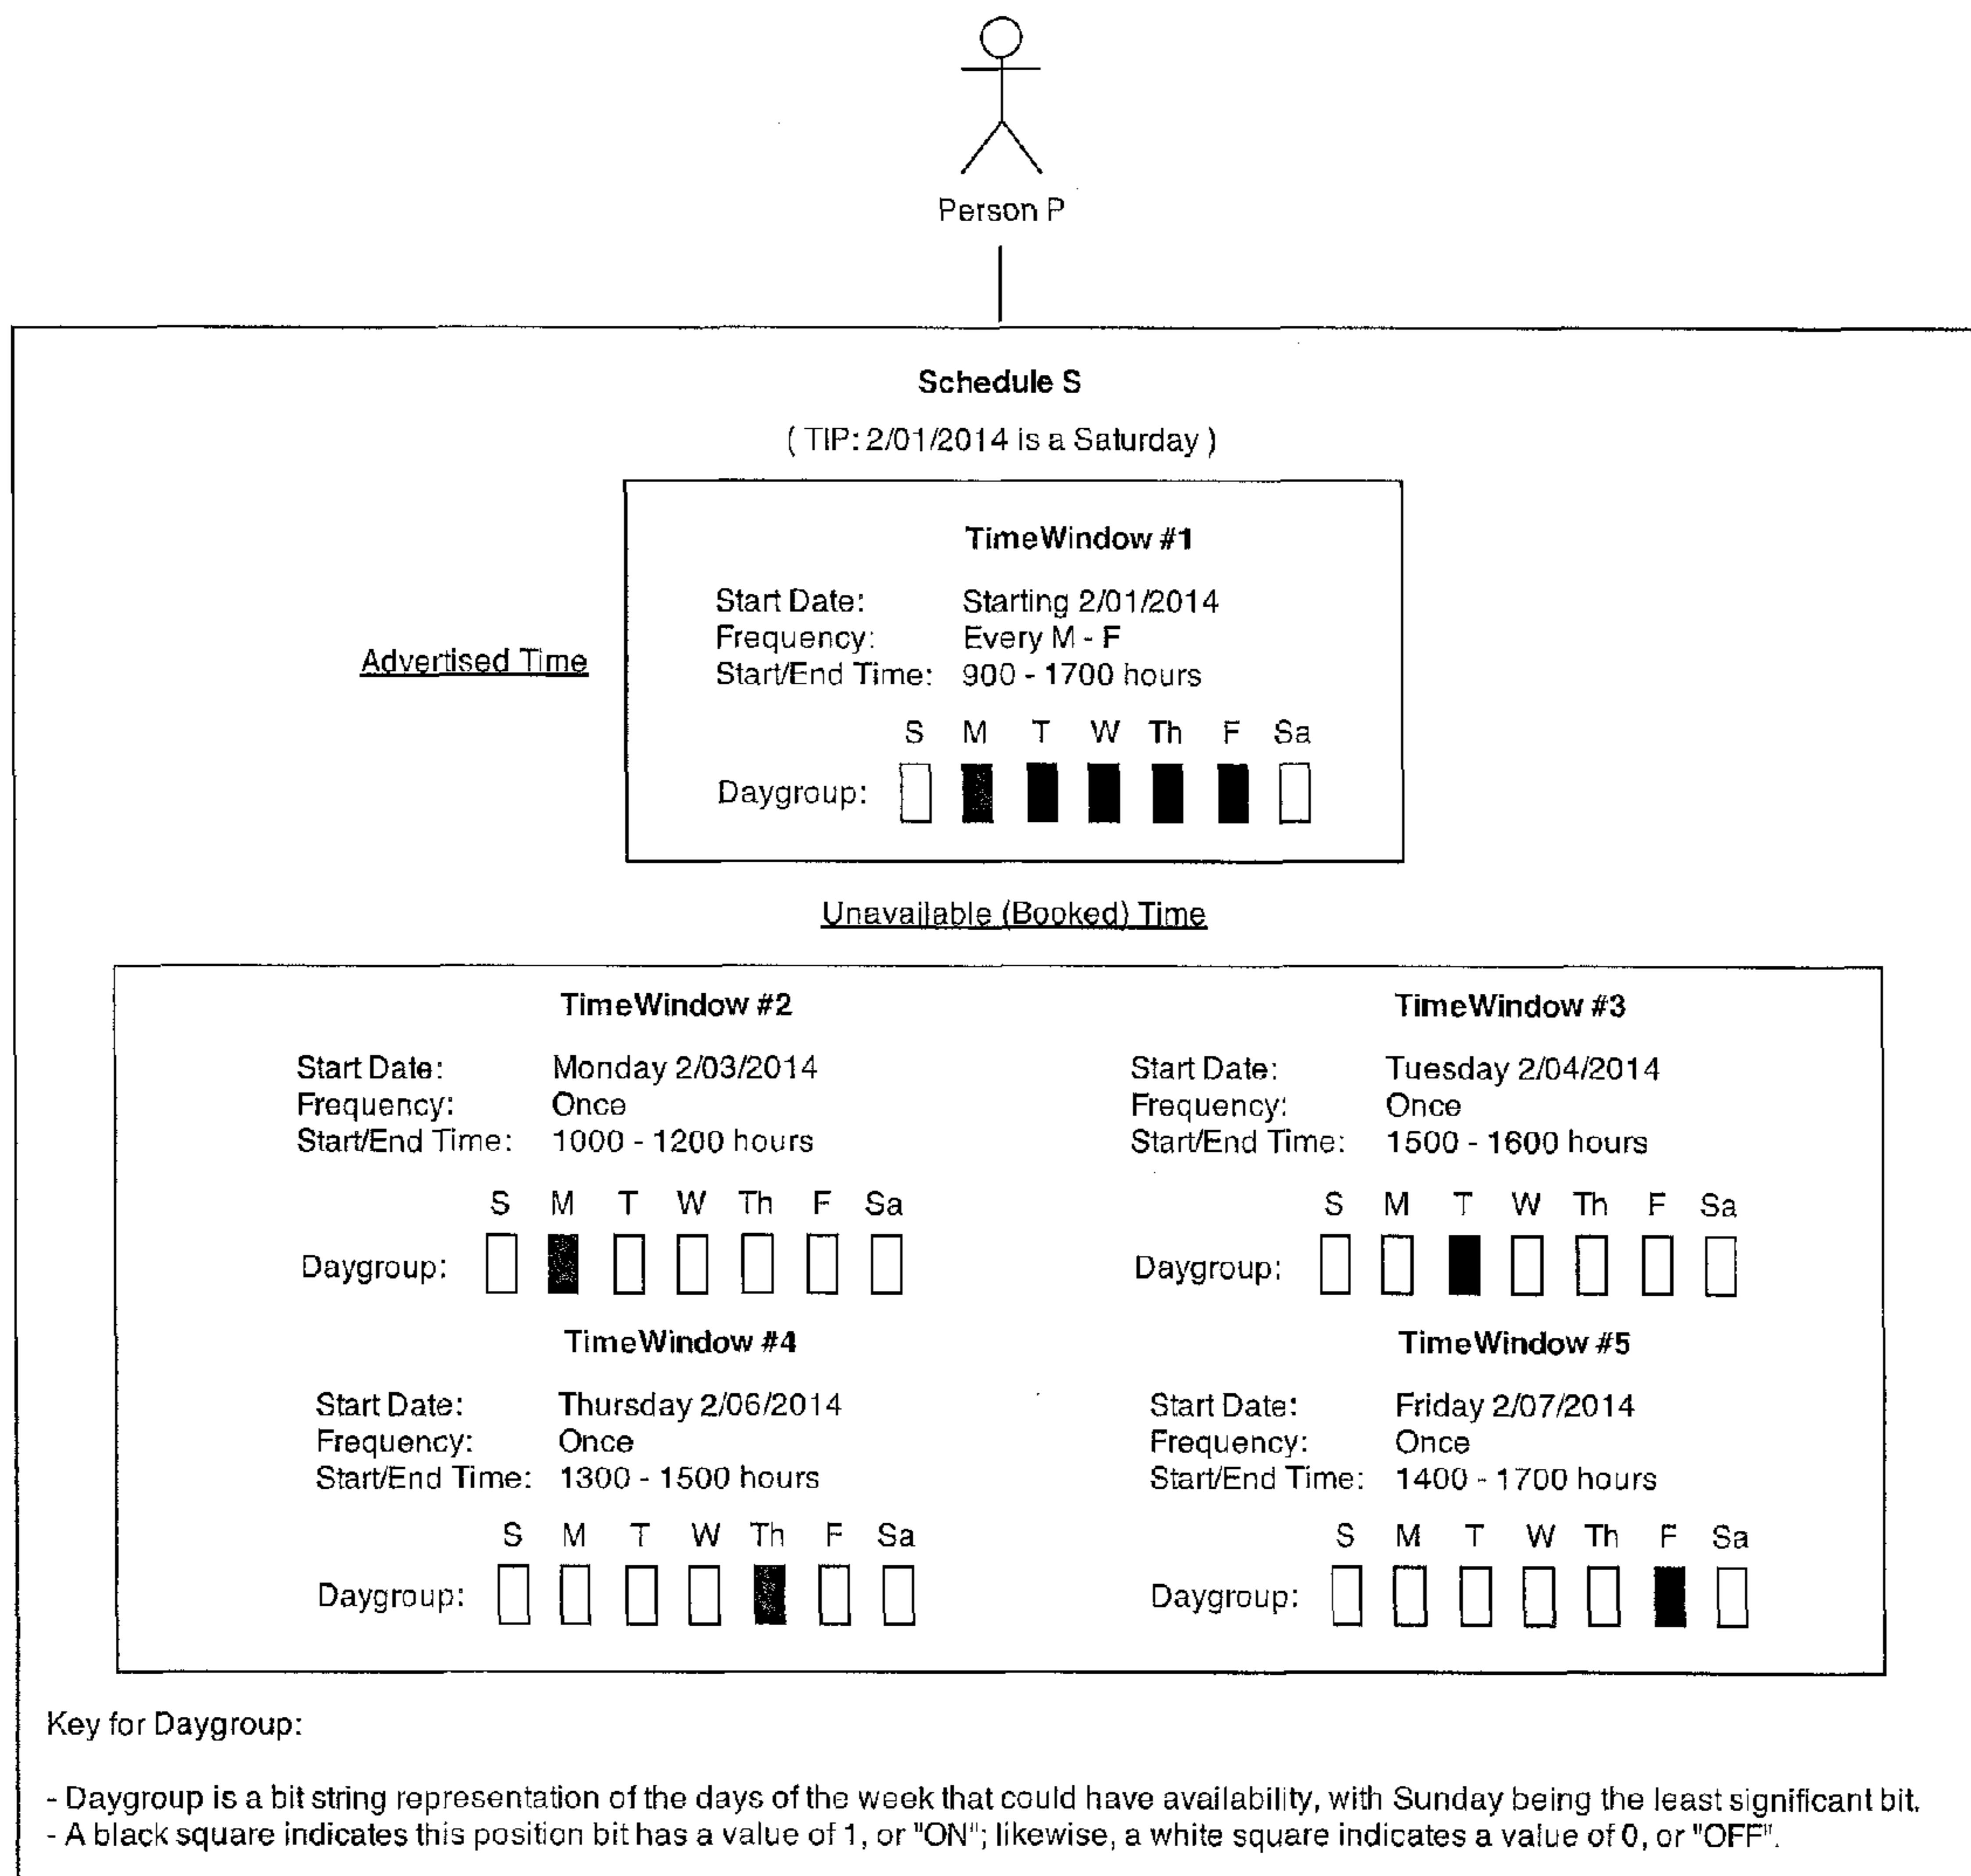 Person P
Schedule S
( TIP: 2/01/2014 is a Saturday )
TimeWindow #1
Start Date: Starting 2/01/2014
Frequency: Every M - F
Start/End Time: 900 - 1700 hours
Advertised Time
S M T W Th F Sa
Daygroup:
Unavailable (Booked) Time
TimeWindow #2
Start Date: Monday 2/03/2014
Frequency: Once
Start/End Time: 1000 - 1200 hours
S M T W Th F Sa
Daygroup:
TimeWindow #3
Start Date: Tuesday 2/04/2014
Frequency: Once
Start/End Time: 1500 - 1600 hours
S M T W Th F Sa
Daygroup:
TimeWindow #4
Start Date: Thursday 2/06/2014
Frequency: Once
Start/End Time: 1300 - 1500 hours
S M T W Th F Sa
Daygroup:
TimeWindow #5
Start Date: Friday 2/07/2014
Frequency: Once
Start/End Time: 1400 - 1700 hours
S M T W Th F Sa
Daygroup:
Key for Daygroup:
- Daygroup is a bit string representation of the days of the week that could have availability, with Sunday being the least significant bit.
- A black square indicates this position bit has a value of 1, or "ON"; likewise, a white square indicates a value of 0, or "OFF".